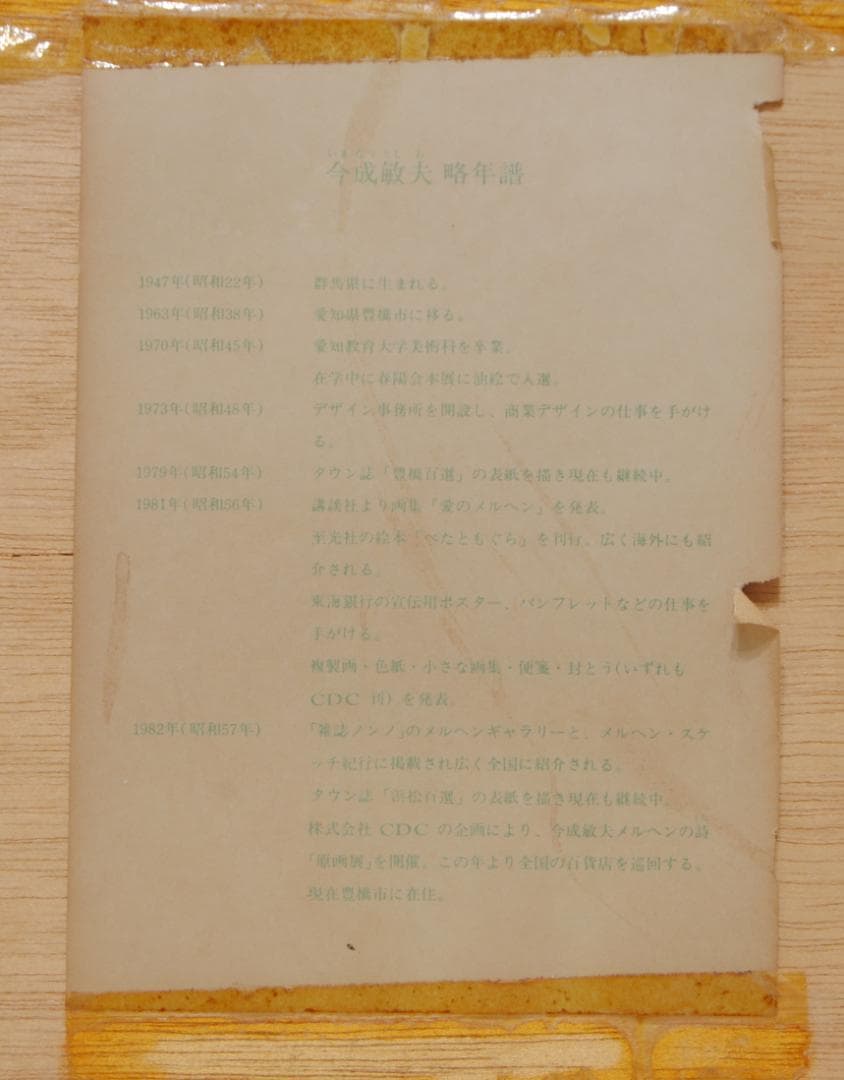 いまなりとしお
今成敏夫 略年譜
1947年(昭和22年) 群馬県に生まれる。
1963年(昭和38年) 愛知県豊橋市に移る。
1970年(昭和45年) 愛知教育大学美術科を卒業。
在学中に春陽会本展に油絵で入選。
1973年(昭和48年) デザイン事務所を開設し、商業デザインの仕事を手がけ
る。
1979年(昭和54年) タウン誌「豊橋百選」の表紙を描き現在も継続中。
1981年(昭和56年) 講談社より画集「愛のメルヘン」を発表。
至光社の絵本「ぺたともぐら」を刊行、広く海外にも紹
介される。
東海銀行の宣伝用ポスター、パンフレットなどの仕事を
手がける。
複製画・色紙・小さな画集・便箋・封とう(いずれも
CDC 刊) を発表。
1982年(昭和57年) 「雑誌ノンノ」のメルヘンギャラリーと、メルヘン・スケ
ッチ紀行に掲載され広く全国に紹介される。
タウン誌「浜松百選」の表紙を描き現在も継続中。
株式会社 CDC の企画により、今成敏夫メルヘンの詩
「原画展」を開催。この年より全国の百貨店を巡回する。
現在豊橋市に在住。